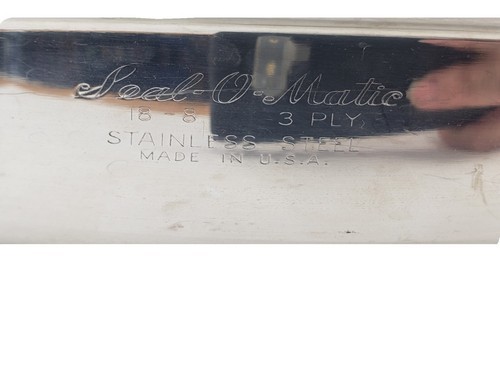 Seal-O-Matic
18 - 8 3 PLY
STAINLESS STEEL
MADE IN U.S.A.